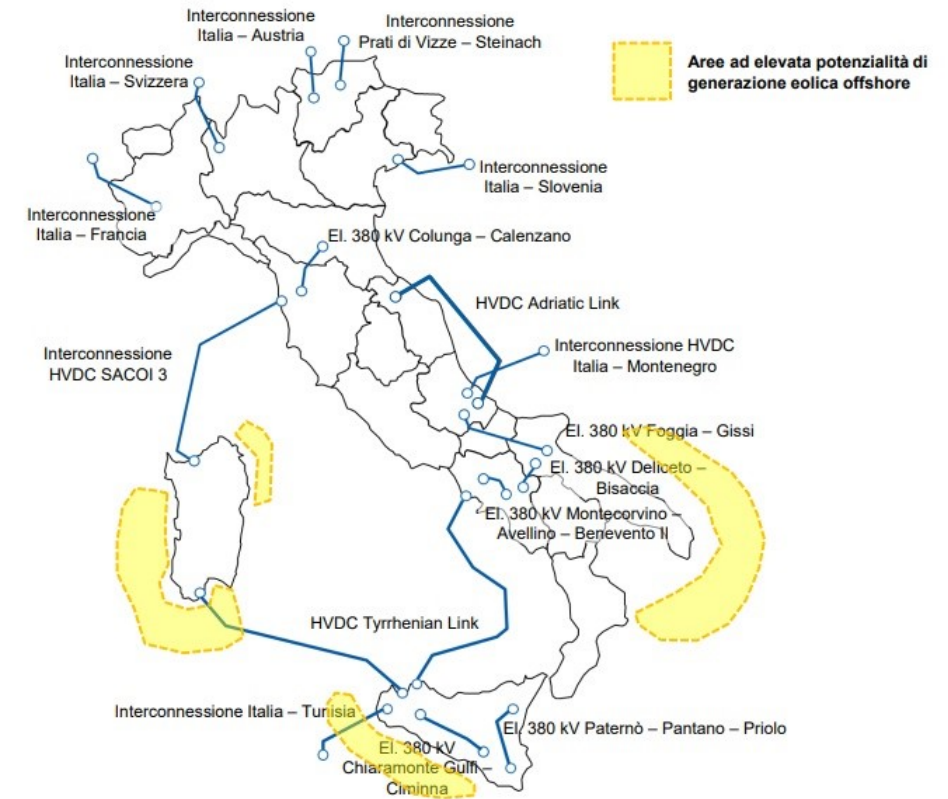 Interconnessione
Italia – Austria
Interconnessione
Prati di Vizze – Steinach
Interconnessione
Italia – Svizzera
Aree ad elevata potenzialità di
generazione eolica offshore
Interconnessione
Italia – Slovenia
Interconnessione
Italia – Francia
El. 380 kV Colunga – Calenzano
HVDC Adriatic Link
Interconnessione
HVDC SACOI 3
Interconnessione HVDC
Italia – Montenegro
El. 380 kV Foggia – Gissi
El. 380 kV Deliceto –
Bisaccia
El. 380 kV Montecorvino –
Avellino – Benevento II
HVDC Tyrrhenian Link
Interconnessione Italia – Tunisia
El. 380 kV Paternò – Pantano – Priolo
El. 380 kV
Chiaramonte Gulfi –
Ciminna